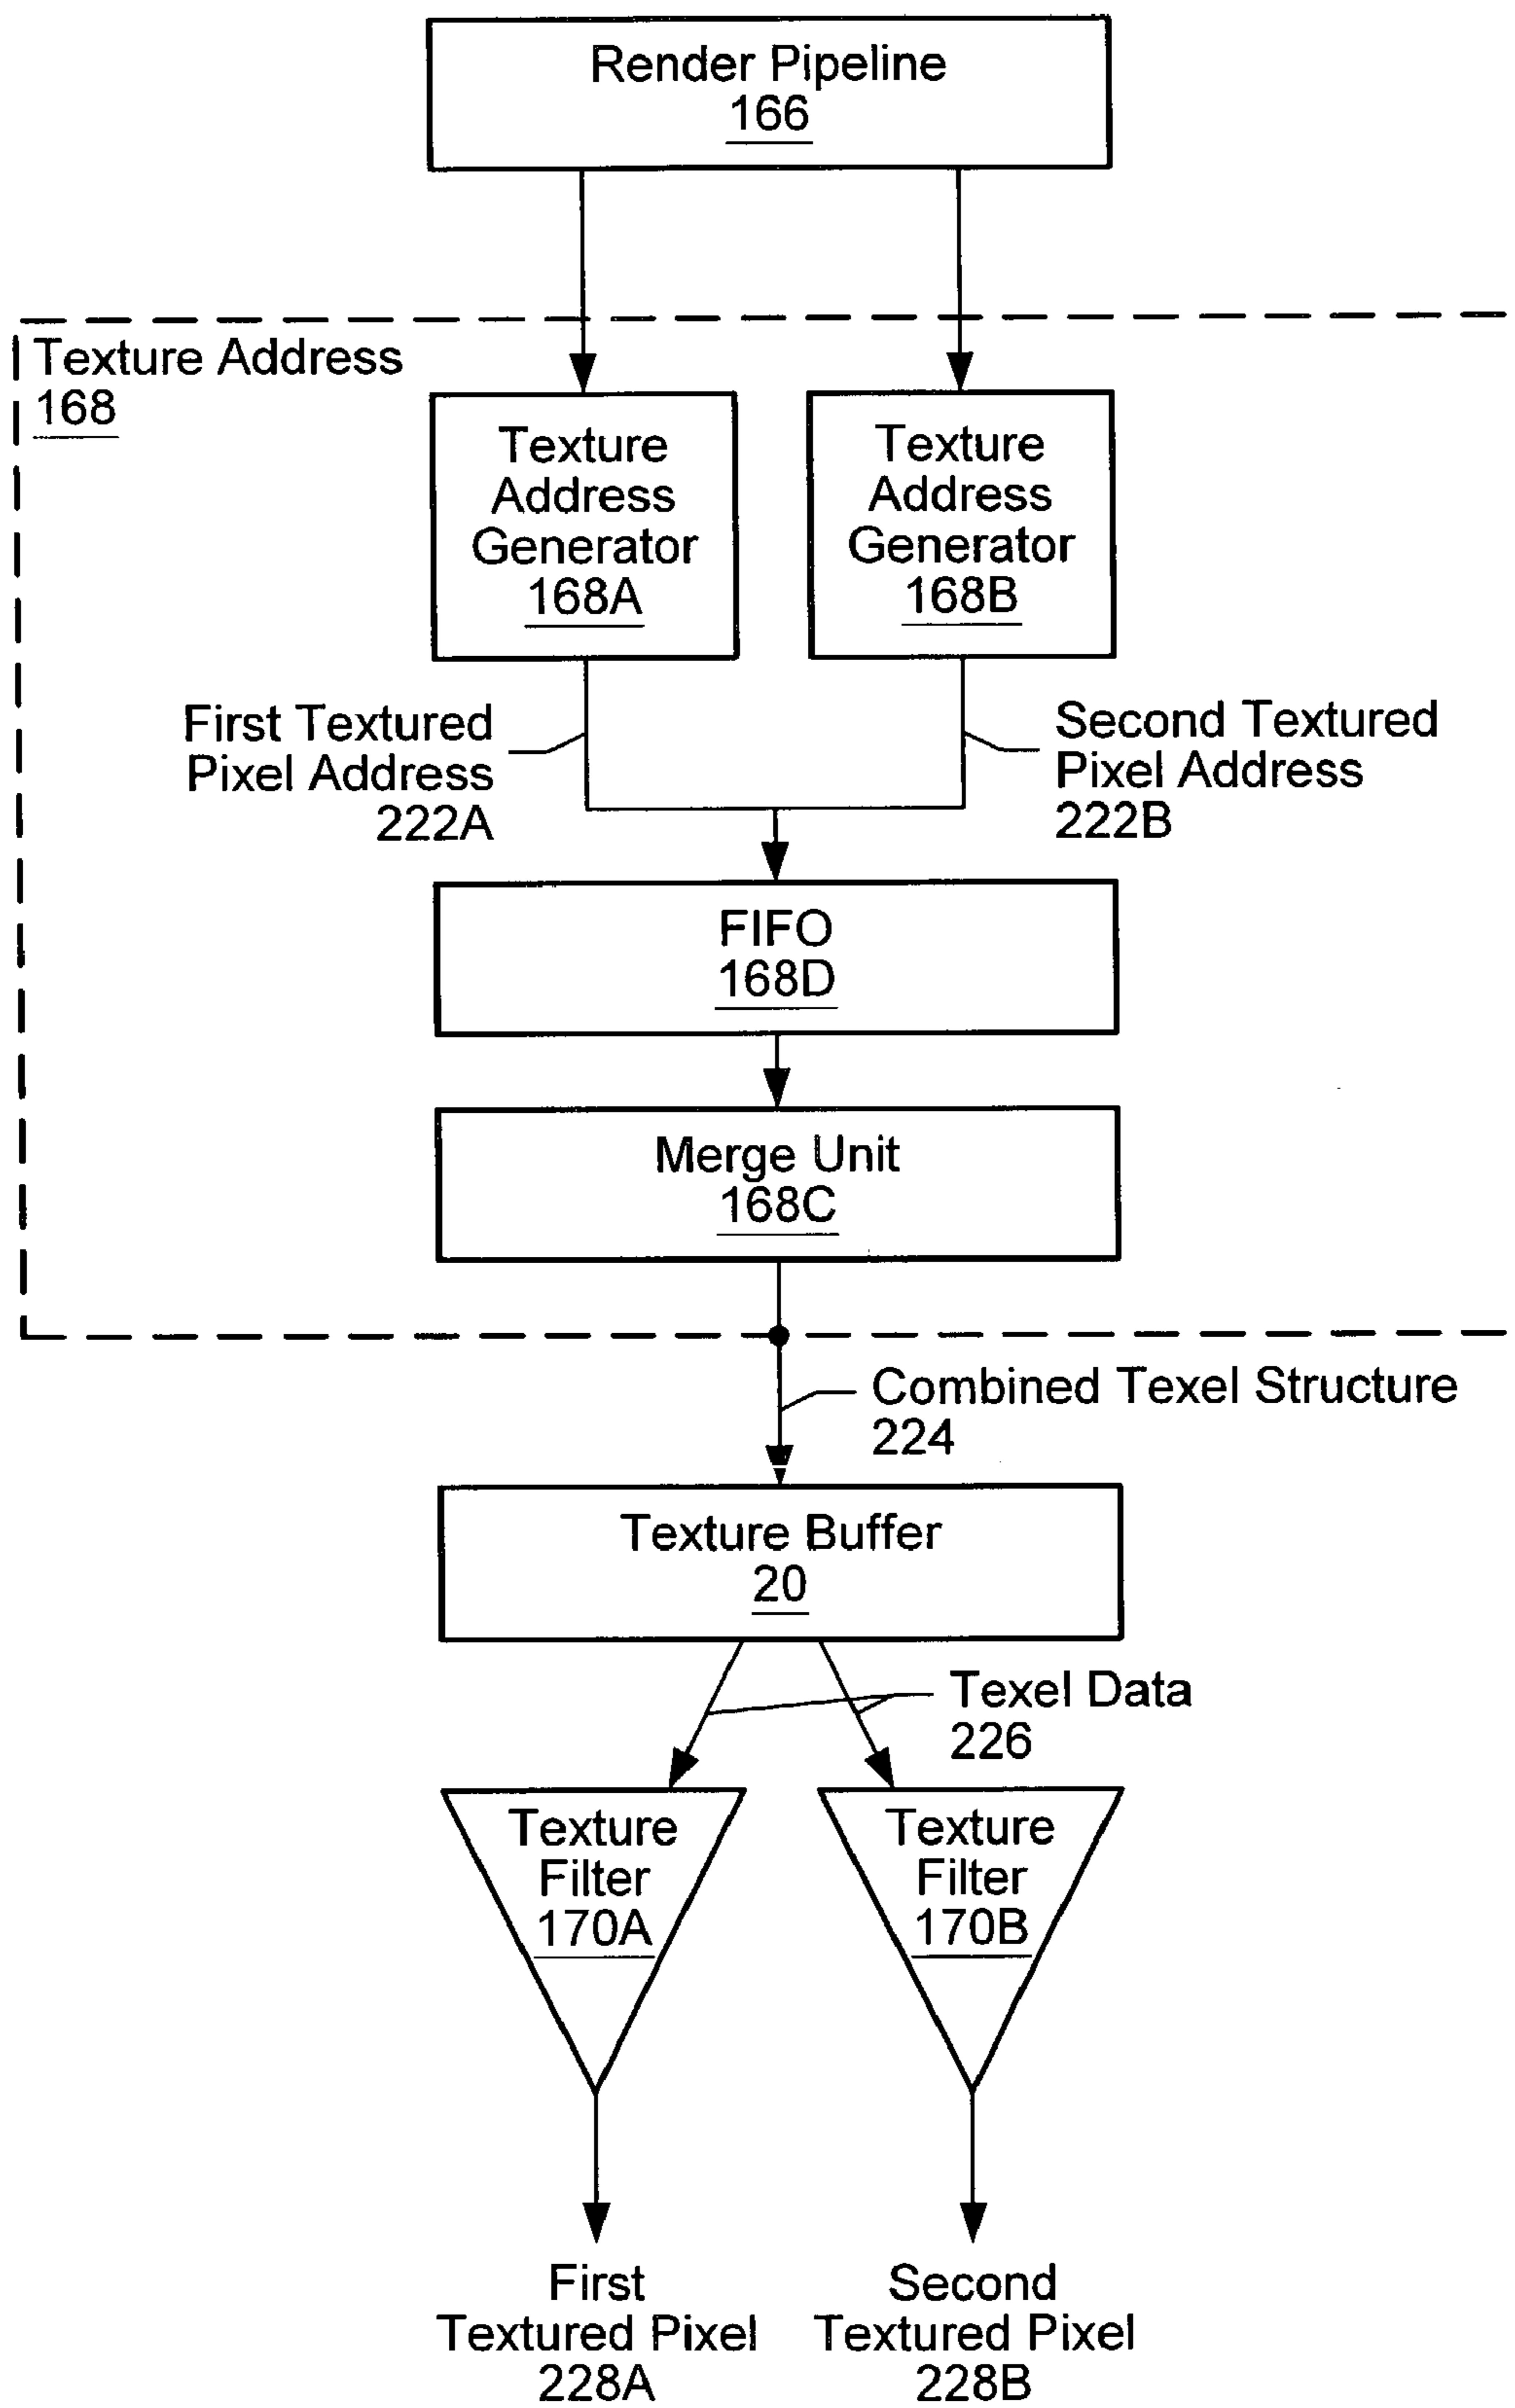 Render Pipeline
166
Texture Address
168
Texture
Address
Generator
168A
Texture
Address
Generator
168B
First Textured
Pixel Address
222A
Second Textured
Pixel Address
222B
FIFO
168D
Merge Unit
168C
Combined Texel Structure
224
Texture Buffer
20
Texel Data
226
Texture
Filter
170A
Texture
Filter
170B
First
Textured Pixel
228A
Second
Textured Pixel
228B